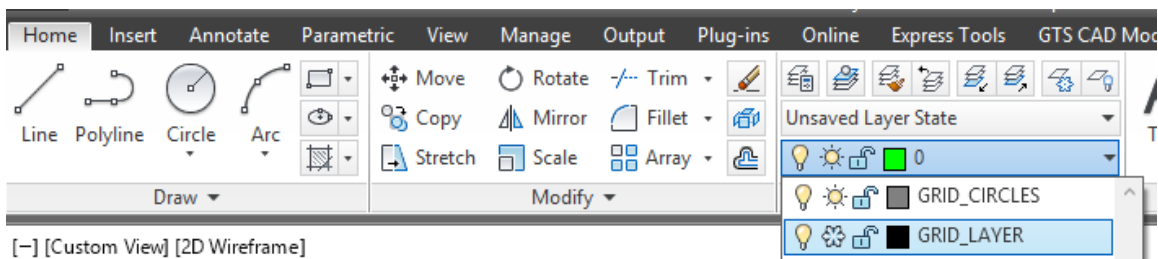 Home Insert Annotate Parametric View Manage Output Plug-ins Online Express Tools GTS CAD Mod
Move Rotate Trim
Unsaved Layer State
Line Polyline Circle Arc Copy Mirror Fillet
Stretch Scale Array 0
Draw Modify GRID_CIRCLES
GRID_LAYER
[−] [Custom View] [2D Wireframe]